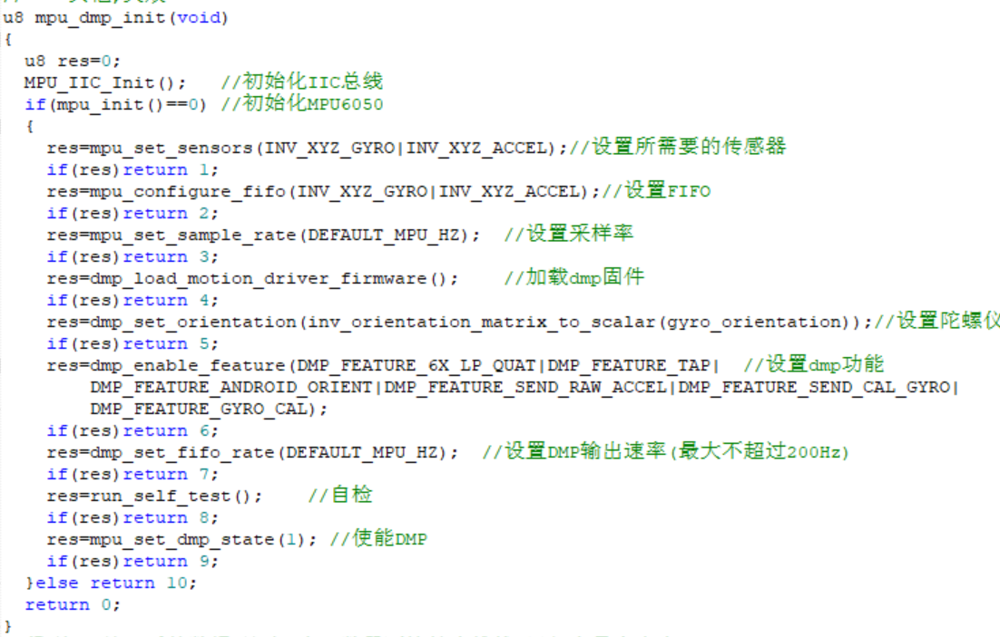 u8 mpu_dmp_init(void)
{
u8 res=0;
MPU_IIC_Init(); //初始化IIC总线
if(mpu_init()==0) //初始化MPU6050
{
res=mpu_set_sensors(INV_XYZ_GYRO|INV_XYZ_ACCEL);//设置所需要的传感器
if(res)return 1;
res=mpu_configure_fifo(INV_XYZ_GYRO|INV_XYZ_ACCEL);//设置FIFO
if(res)return 2;
res=mpu_set_sample_rate(DEFAULT_MPU_HZ); //设置采样率
if(res)return 3;
res=dmp_load_motion_driver_firmware(); //加载dmp固件
if(res)return 4;
res=dmp_set_orientation(inv_orientation_matrix_to_scalar(gyro_orientation));//设置陀螺仪
if(res)return 5;
res=dmp_enable_feature(DMP_FEATURE_6X_LP_QUAT|DMP_FEATURE_TAP| //设置dmp功能
DMP_FEATURE_ANDROID_ORIENT|DMP_FEATURE_SEND_RAW_ACCEL|DMP_FEATURE_SEND_CAL_GYRO|
DMP_FEATURE_GYRO_CAL);
if(res)return 6;
res=dmp_set_fifo_rate(DEFAULT_MPU_HZ); //设置DMP输出速率(最大不超过200Hz)
if(res)return 7;
res=run_self_test(); //自检
if(res)return 8;
res=mpu_set_dmp_state(1); //使能DMP
if(res)return 9;
}else return 10;
return 0;
}